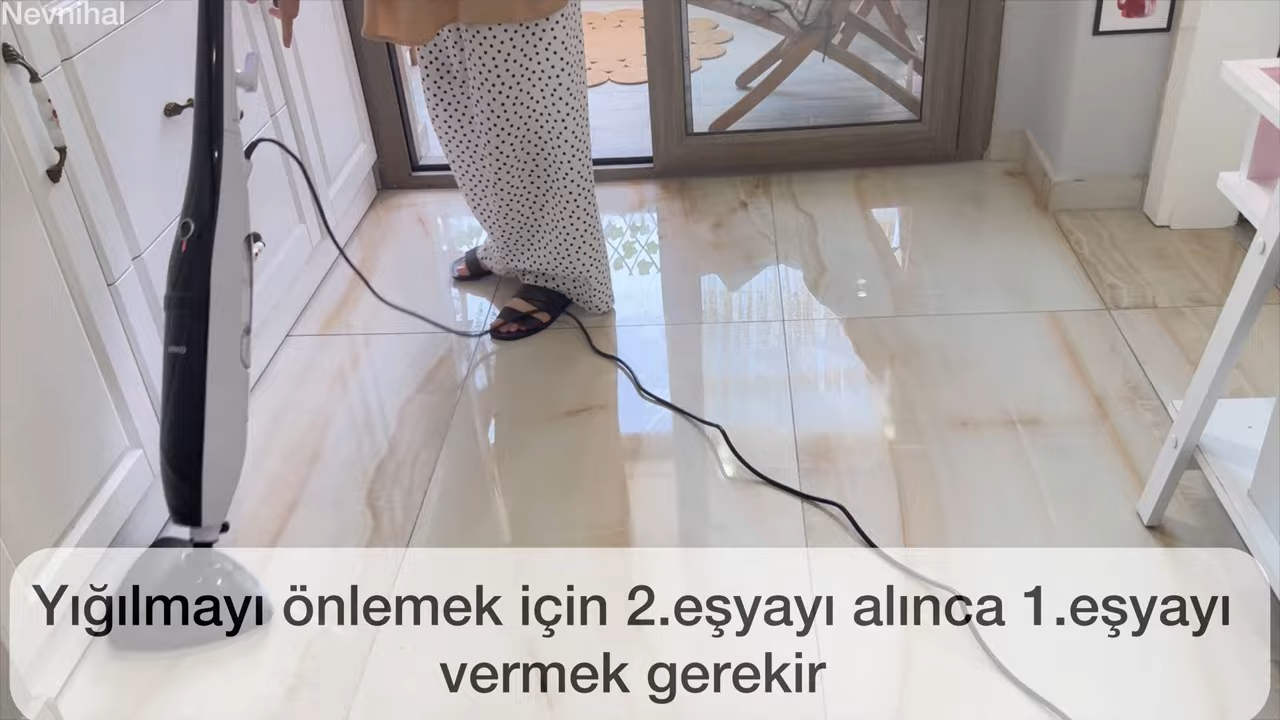 Nevnihal
Yığılmayı önlemek için 2.eşyayı alınca 1.eşyayı
vermek gerekir